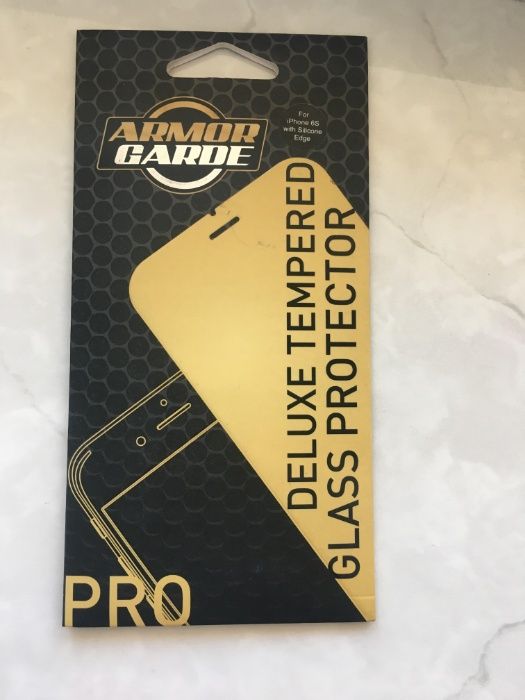 ARMOR
GARDE
For
iPhone 6S
with Silicone
Edge
DELUXE TEMPERED
GLASS PROTECTOR
PRO